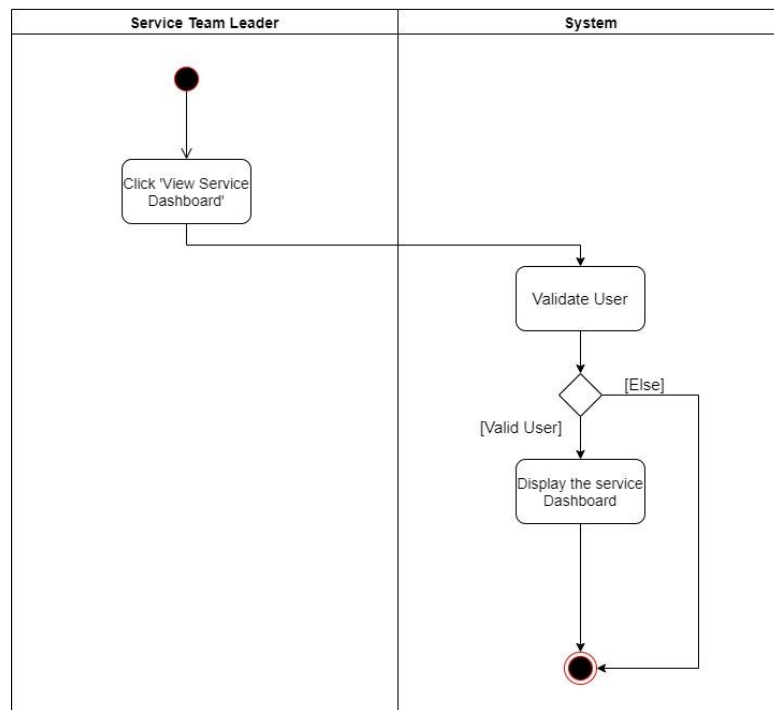 Service Team Leader
System
Click 'View Service
Dashboard'
Validate User
[Else]
[Valid User]
Display the service
Dashboard